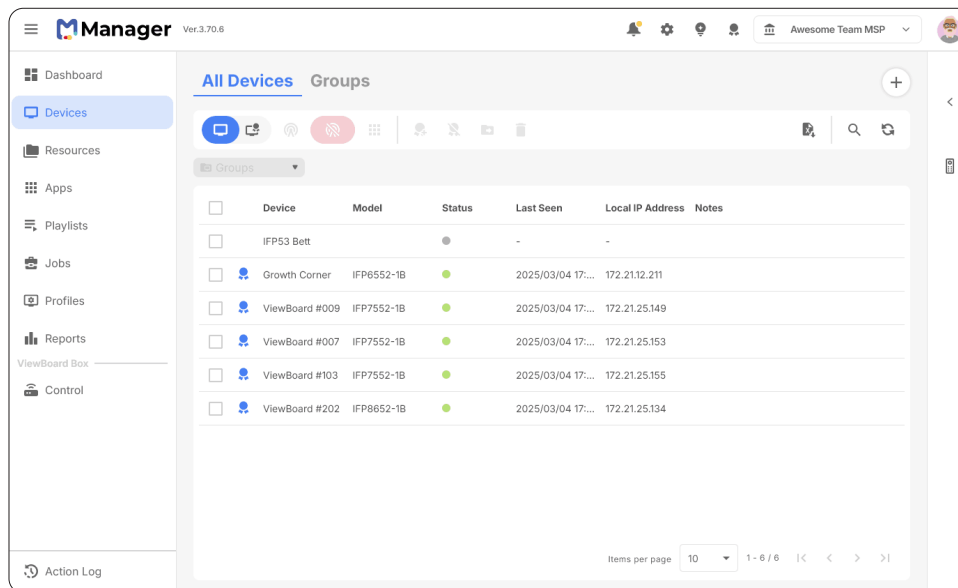 Manager Ver.3.70.6 Awesome Team MSP
Dashboard
Devices
Resources
Apps
Playlists
Jobs
Profiles
Reports
ViewBoard Box
Control
Action Log
All Devices Groups
Groups
Device Model Status Last Seen Local IP Address Notes
IFP53 Bett - -
Growth Corner IFP6552-1B 2025/03/04 17:... 172.21.12.211
ViewBoard #009 IFP7552-1B 2025/03/04 17:... 172.21.25.149
ViewBoard #007 IFP7552-1B 2025/03/04 17:... 172.21.25.153
ViewBoard #103 IFP7552-1B 2025/03/04 17:... 172.21.25.155
ViewBoard #202 IFP8652-1B 2025/03/04 17:... 172.21.25.134
Items per page 10 1 - 6 / 6